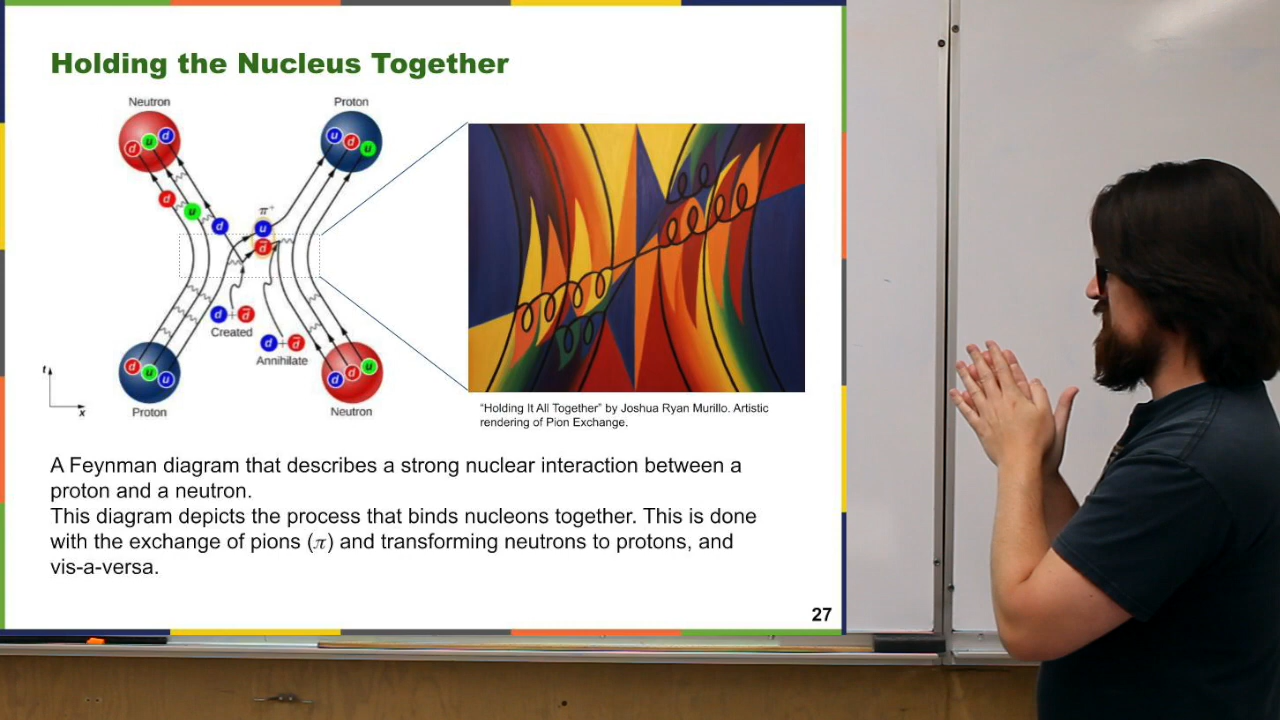 Holding the Nucleus Together
Neutron
Proton
d u d
u d u
d
u
d
π⁺
u
d̅
d + d̅
Created
d + d̅
Annihilate
t
x
d u u
d d u
Proton
Neutron
"Holding It All Together" by Joshua Ryan Murillo. Artistic
rendering of Pion Exchange.
A Feynman diagram that describes a strong nuclear interaction between a
proton and a neutron.
This diagram depicts the process that binds nucleons together. This is done
with the exchange of pions (π) and transforming neutrons to protons, and
vis-a-versa.
27